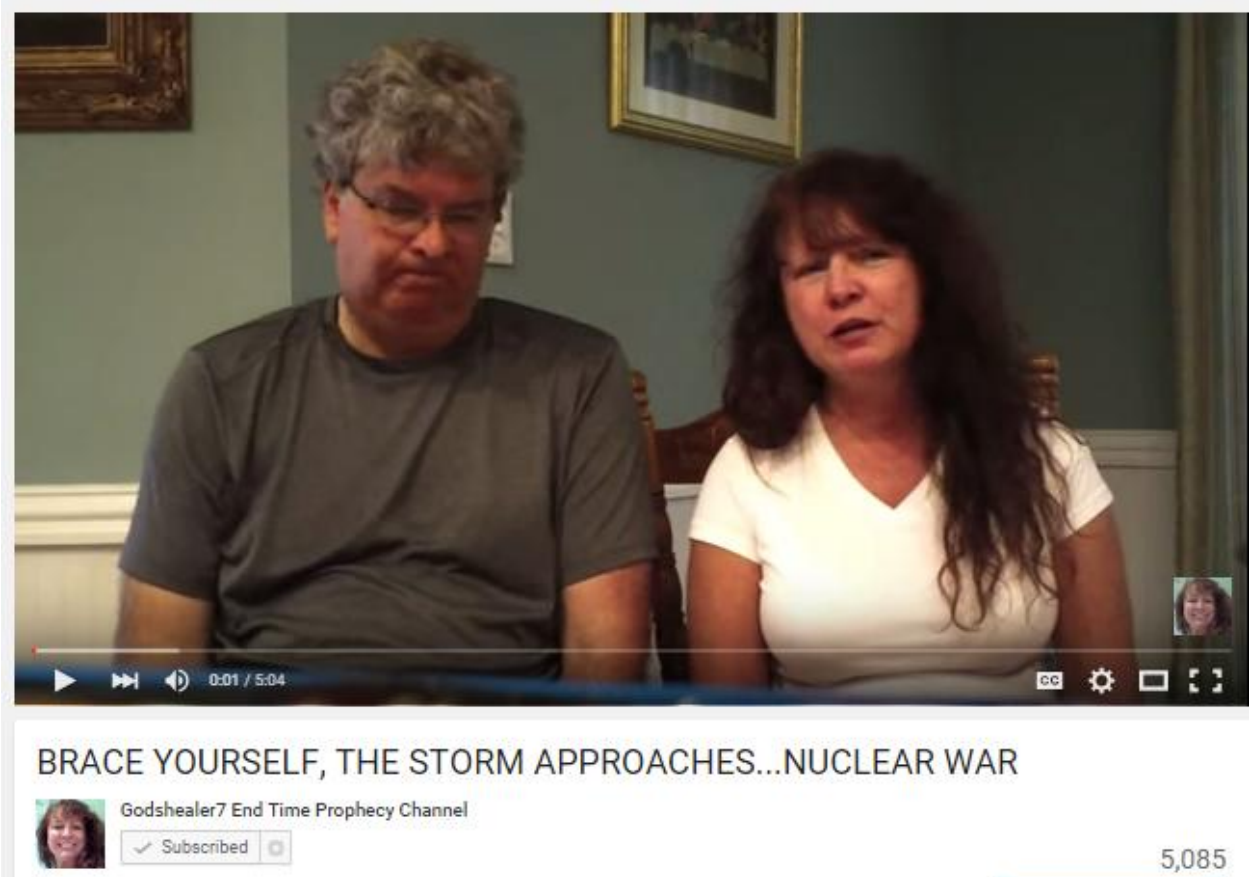 0:01 / 5:04
CC
BRACE YOURSELF, THE STORM APPROACHES...NUCLEAR WAR
Godshealer7 End Time Prophecy Channel
Subscribed
5,085